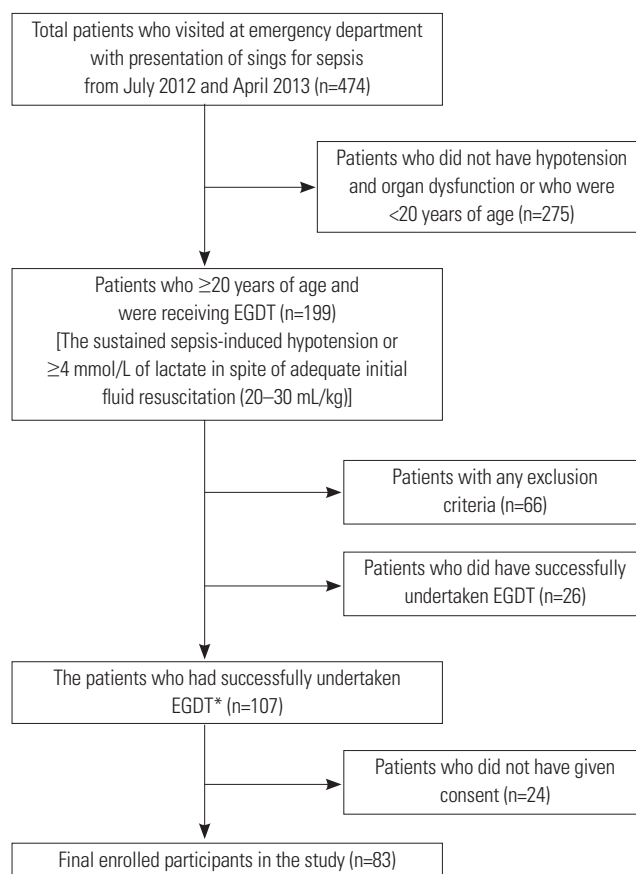 Total patients who visited at emergency department
with presentation of sings for sepsis
from July 2012 and April 2013 (n=474)
Patients who did not have hypotension
and organ dysfunction or who were
<20 years of age (n=275)
Patients who ≥20 years of age and
were receiving EGDT (n=199)
[The sustained sepsis-induced hypotension or
≥4 mmol/L of lactate in spite of adequate initial
fluid resuscitation (20–30 mL/kg)]
Patients with any exclusion
criteria (n=66)
Patients who did have successfully
undertaken EGDT (n=26)
The patients who had successfully undertaken
EGDT* (n=107)
Patients who did not have given
consent (n=24)
Final enrolled participants in the study (n=83)